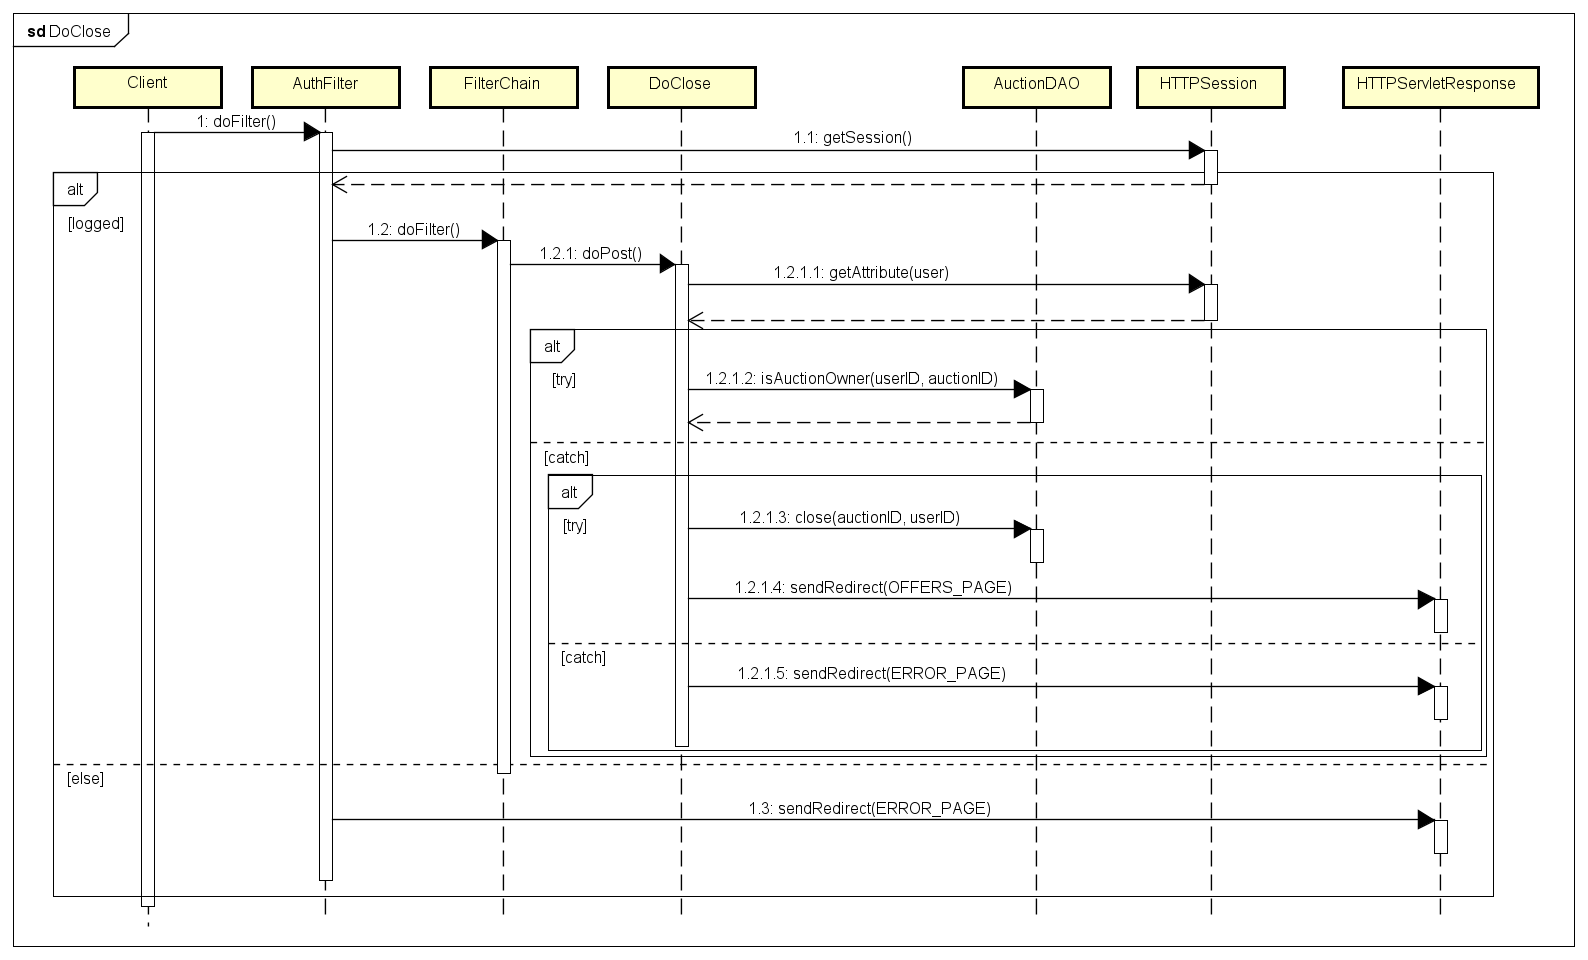 sd DoClose
Client
AuthFilter
FilterChain
DoClose
AuctionDAO
HTTPSession
HTTPServletResponse
1: doFilter()
1.1: getSession()
alt
[logged]
1.2: doFilter()
1.2.1: doPost()
1.2.1.1: getAttribute(user)
alt
[try]
1.2.1.2: isAuctionOwner(userID, auctionID)
[catch]
alt
[try]
1.2.1.3: close(auctionID, userID)
1.2.1.4: sendRedirect(OFFERS_PAGE)
[catch]
1.2.1.5: sendRedirect(ERROR_PAGE)
[else]
1.3: sendRedirect(ERROR_PAGE)